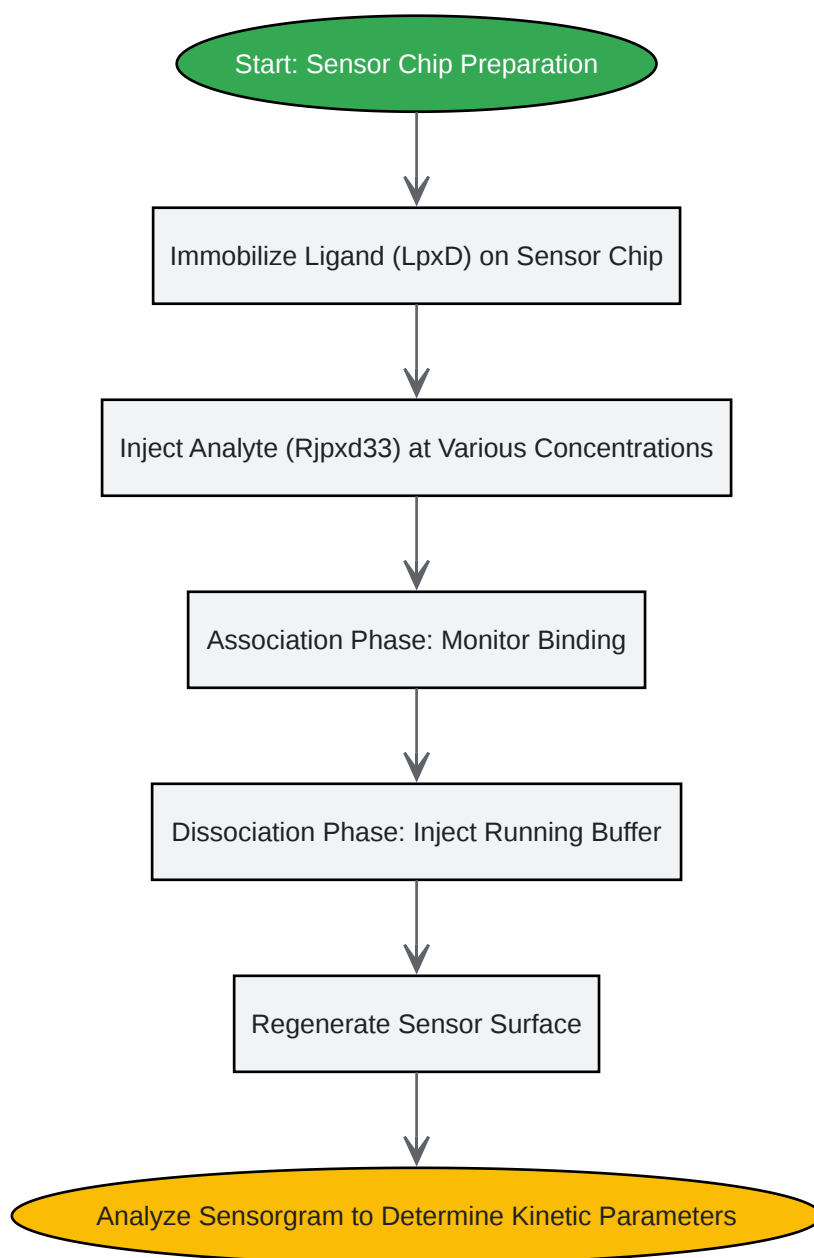 Start: Sensor Chip Preparation
Immobilize Ligand (LpxD) on Sensor Chip
Inject Analyte (Rjpxd33) at Various Concentrations
Association Phase: Monitor Binding
Dissociation Phase: Inject Running Buffer
Regenerate Sensor Surface
Analyze Sensorgram to Determine Kinetic Parameters